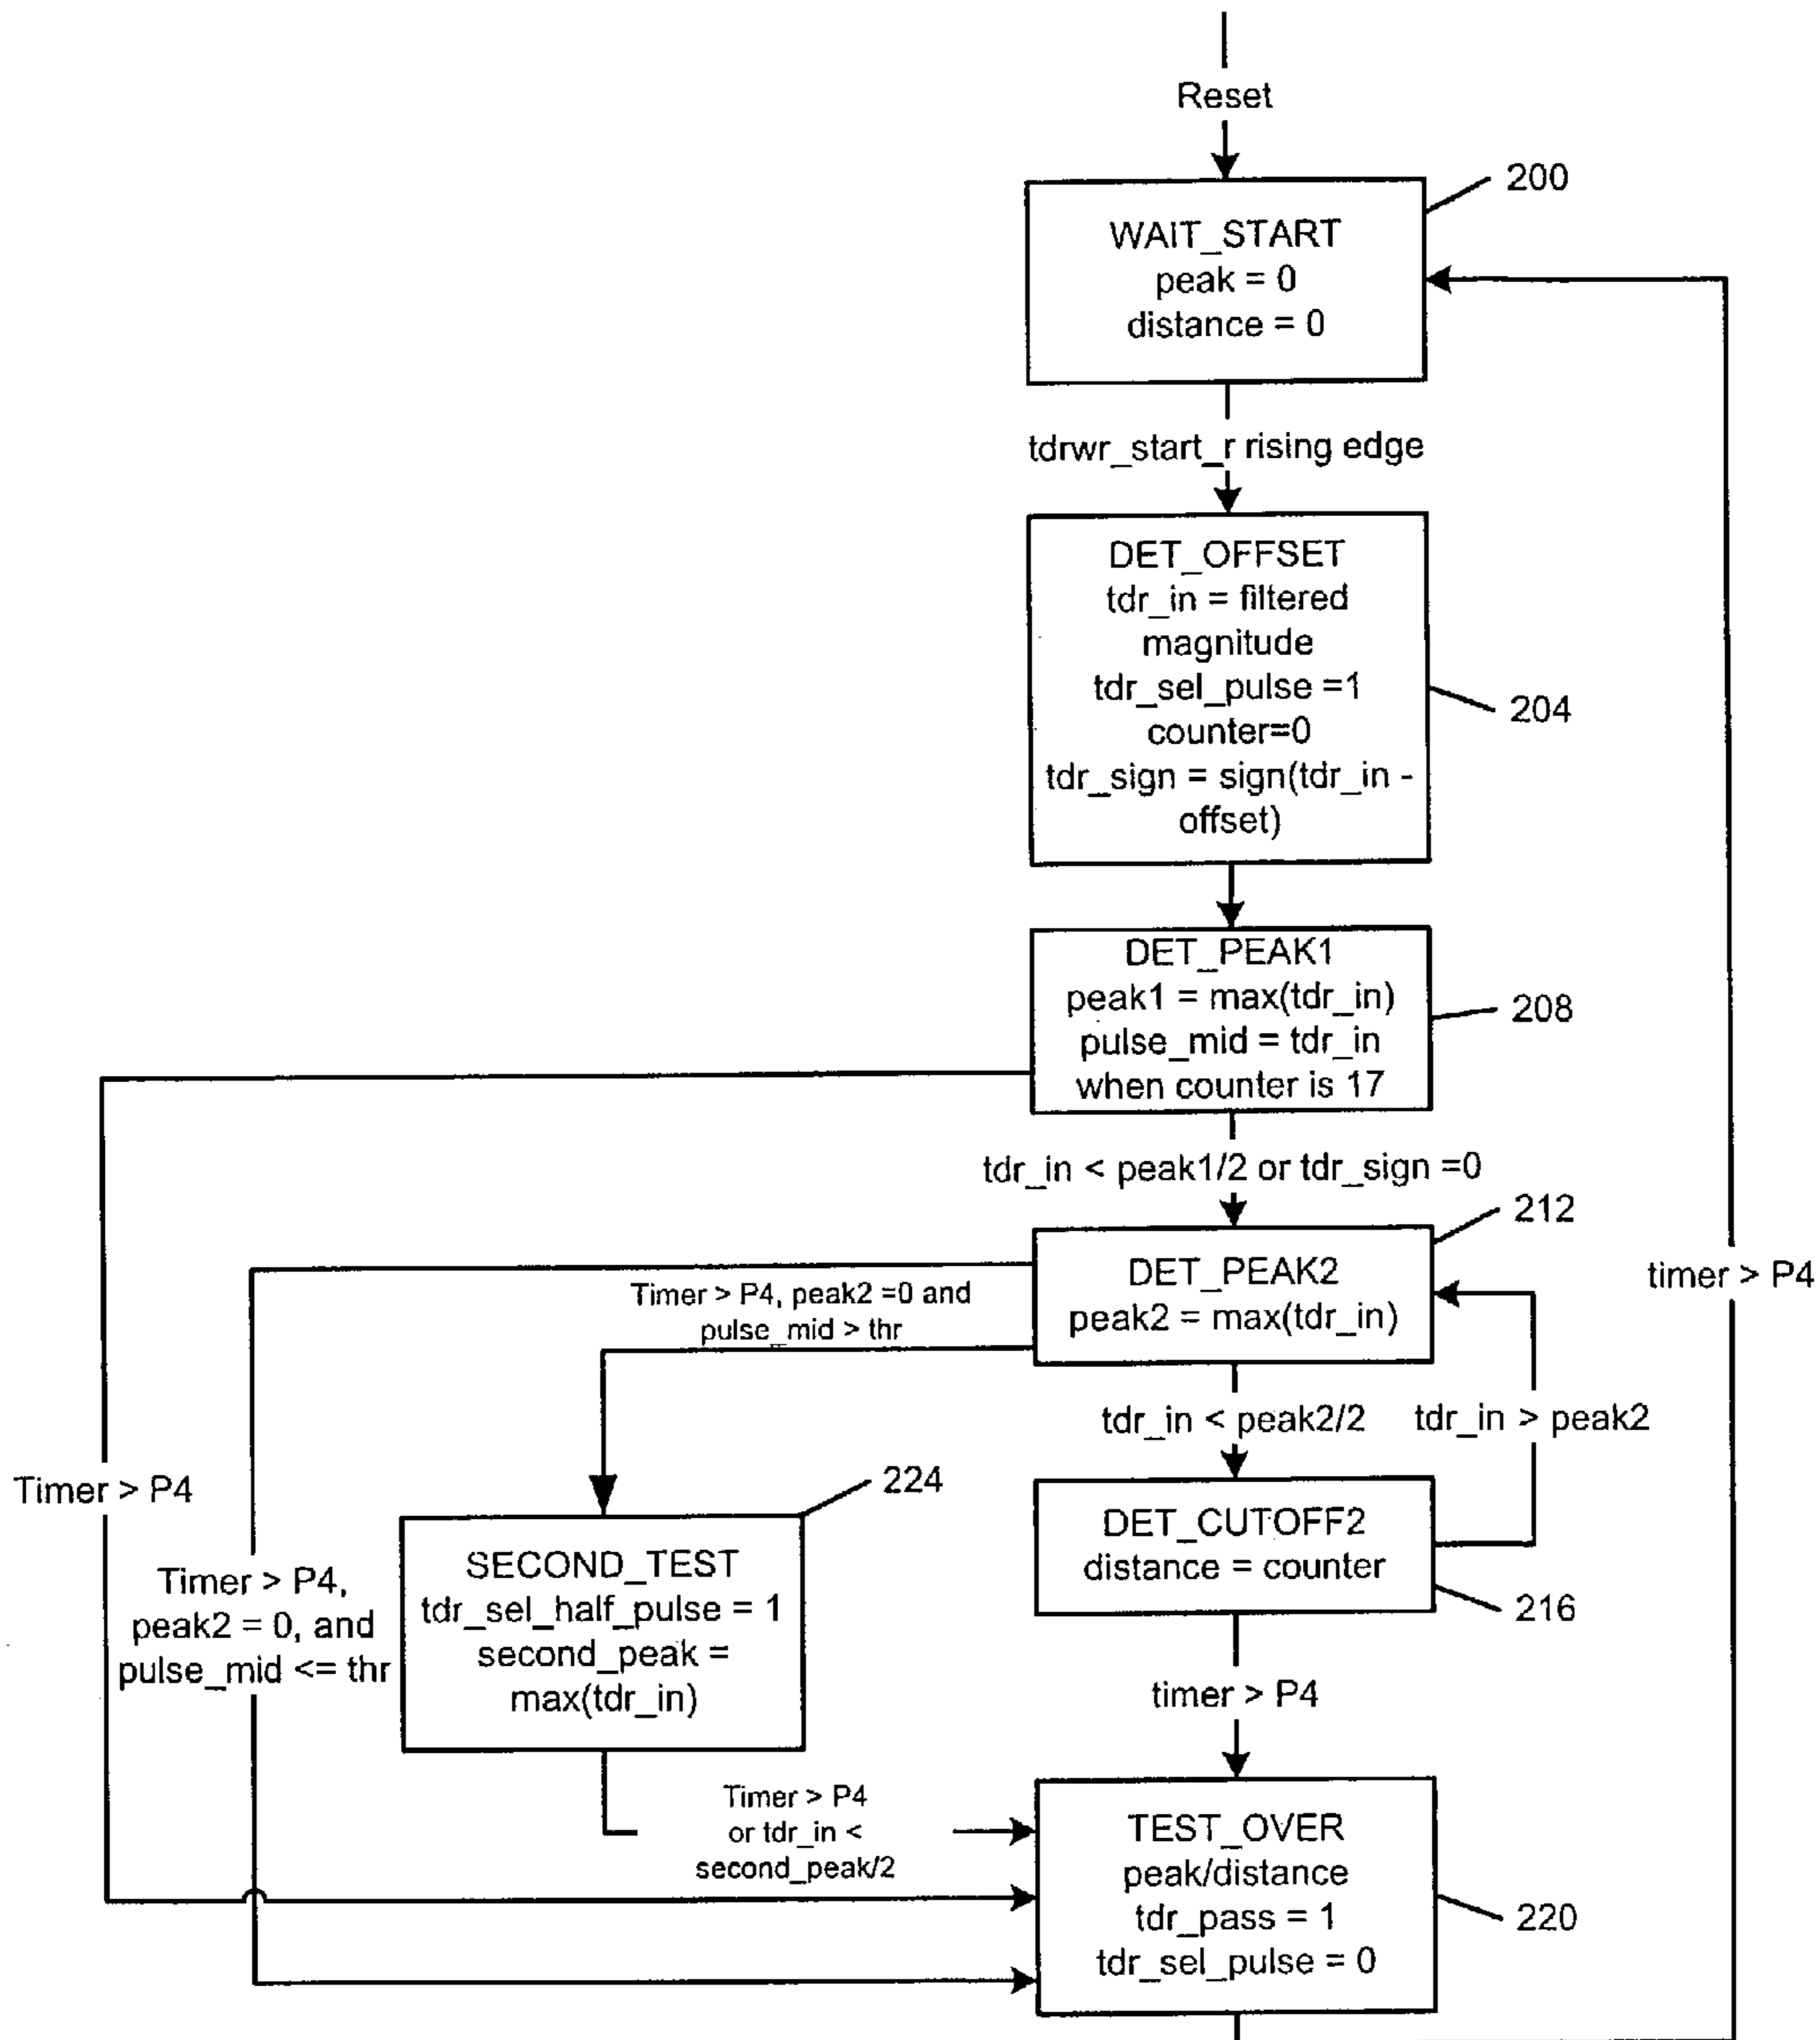 Reset
200
WAIT_START
peak = 0
distance = 0
tdrwr_start_r rising edge
DET_OFFSET
tdr_in = filtered
magnitude
tdr_sel_pulse =1
counter=0
tdr_sign = sign(tdr_in -
offset)
204
DET_PEAK1
peak1 = max(tdr_in)
pulse_mid = tdr_in
when counter is 17
208
tdr_in < peak1/2 or tdr_sign =0
212
DET_PEAK2
peak2 = max(tdr_in)
Timer > P4, peak2 =0 and
pulse_mid > thr
timer > P4
tdr_in < peak2/2
tdr_in > peak2
Timer > P4
224
SECOND_TEST
tdr_sel_half_pulse = 1
second_peak =
max(tdr_in)
DET_CUTOFF2
distance = counter
216
Timer > P4,
peak2 = 0, and
pulse_mid <= thr
timer > P4
Timer > P4
or tdr_in <
second_peak/2
TEST_OVER
peak/distance
tdr_pass = 1
tdr_sel_pulse = 0
220